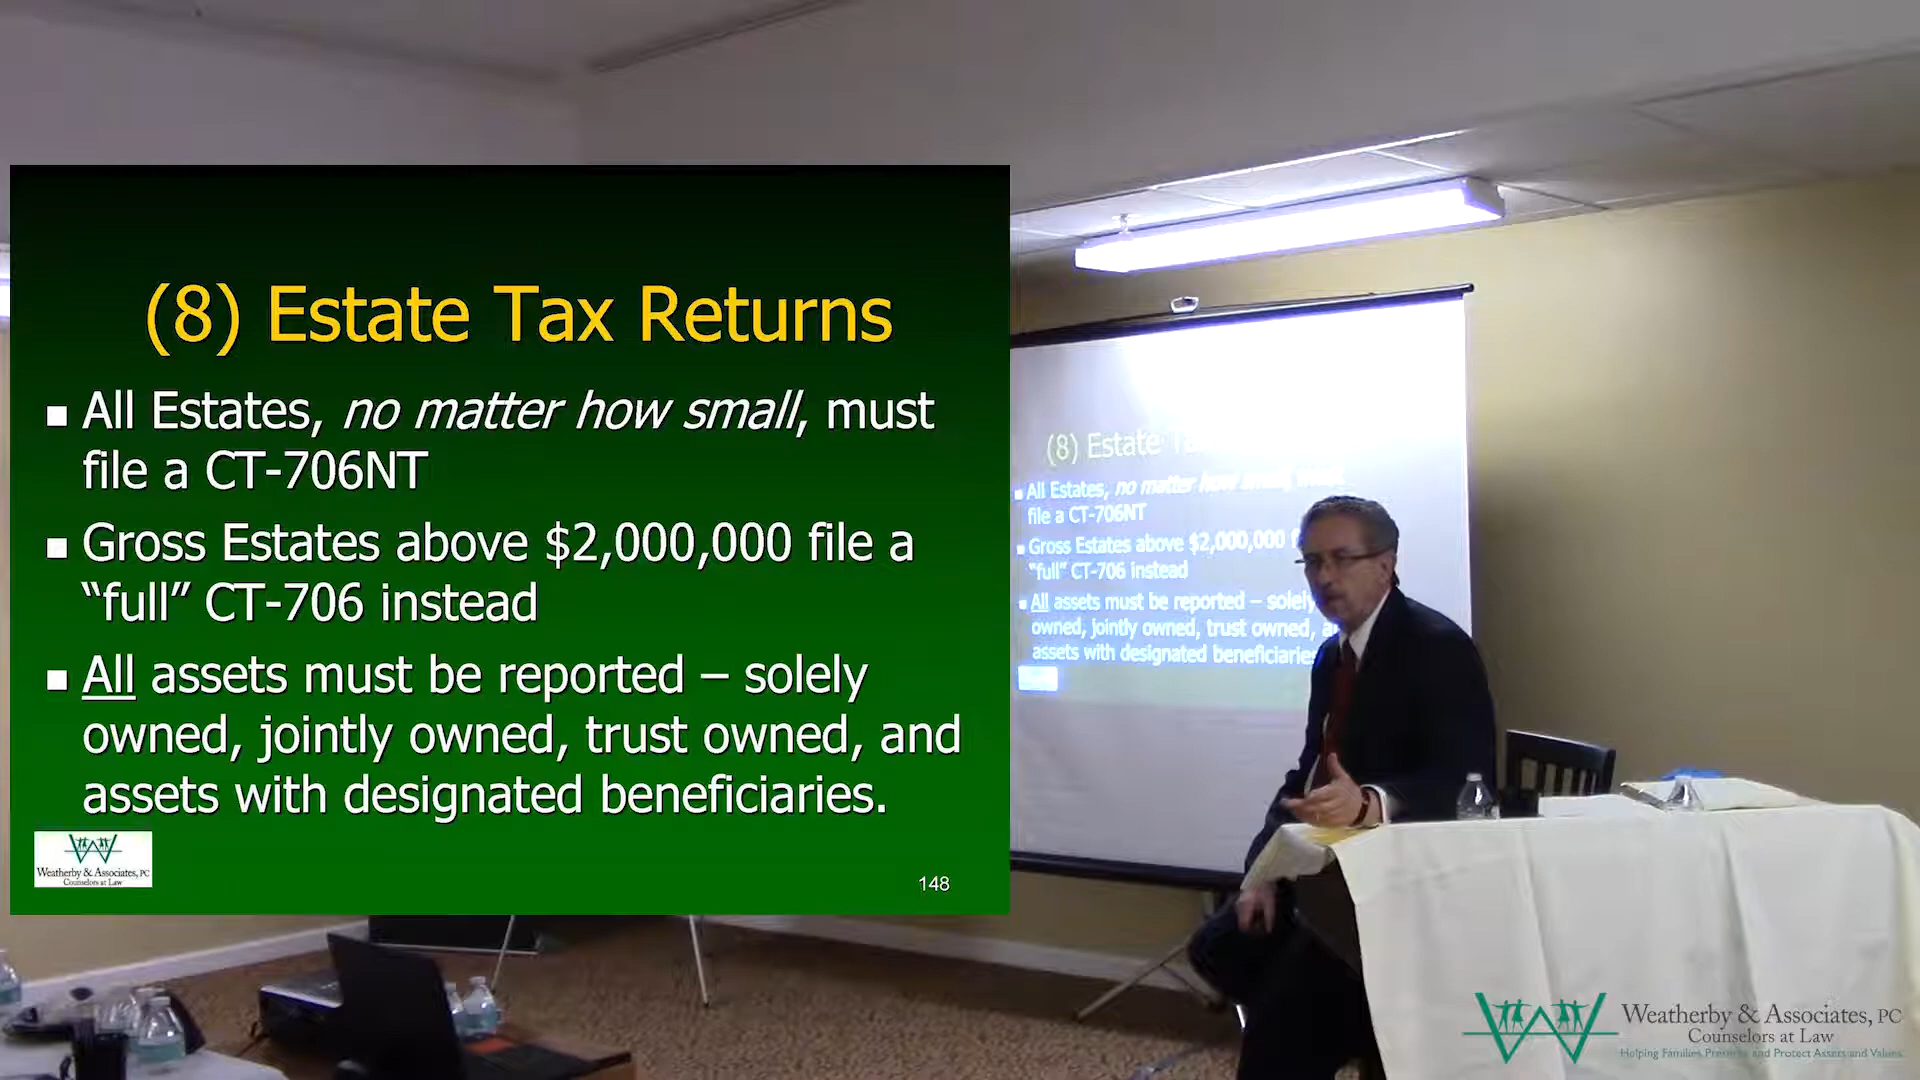 (8) Estate Tax Returns
■ All Estates, no matter how small, must
file a CT-706NT
■ Gross Estates above $2,000,000 file a
“full” CT-706 instead
■ All assets must be reported – solely
owned, jointly owned, trust owned, and
assets with designated beneficiaries.
Weatherby & Associates, PC
Counselors at Law
148
(8) Estate
■ All Estates, no matter how small,
file a CT-706NT
■ Gross Estates above $2,000,000
“full” CT-706 instead
■ All assets must be reported – solely
owned, jointly owned, trust owned,
assets with designated beneficiaries
Weatherby & Associates, PC
Counselors at Law
Helping Families Preserve and Protect Assets and Values